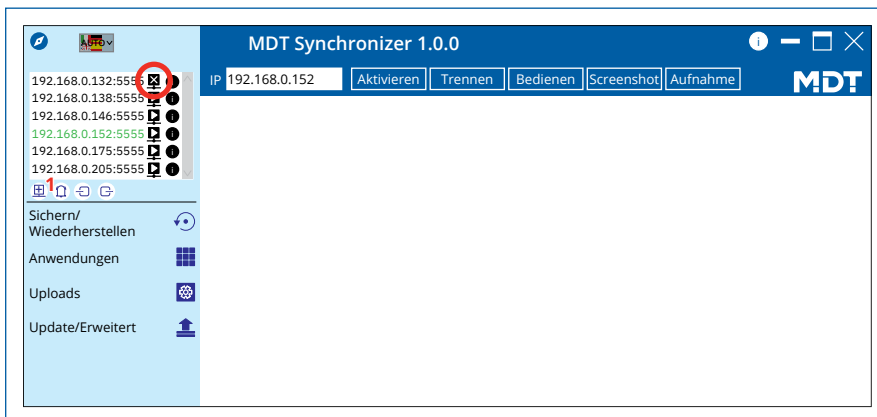 AUTO
MDT Synchronizer 1.0.0
IP 192.168.0.152 Aktivieren Trennen Bedienen Screenshot Aufnahme MDT
192.168.0.132:5555
192.168.0.138:5555
192.168.0.146:5555
192.168.0.152:5555
192.168.0.175:5555
192.168.0.205:5555
1
Sichern/
Wiederherstellen
Anwendungen
Uploads
Update/Erweitert